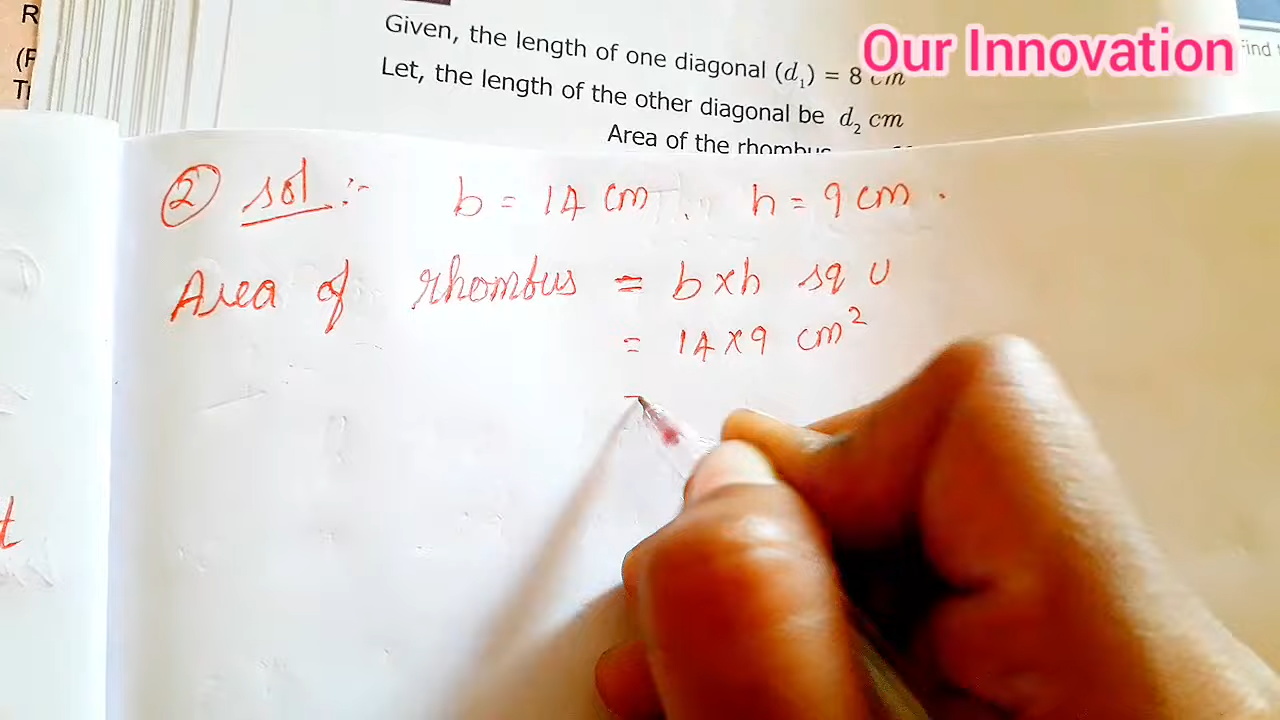 R
(F
T
Given, the length of one diagonal (d₁) = 8 cm
Our Innovation
Find
Let, the length of the other diagonal be d₂ cm
Area of the rhombus
② sol :- b = 14 cm . h = 9 cm .
Area of rhombus = b x h sq u
= 14 x 9 cm²
t